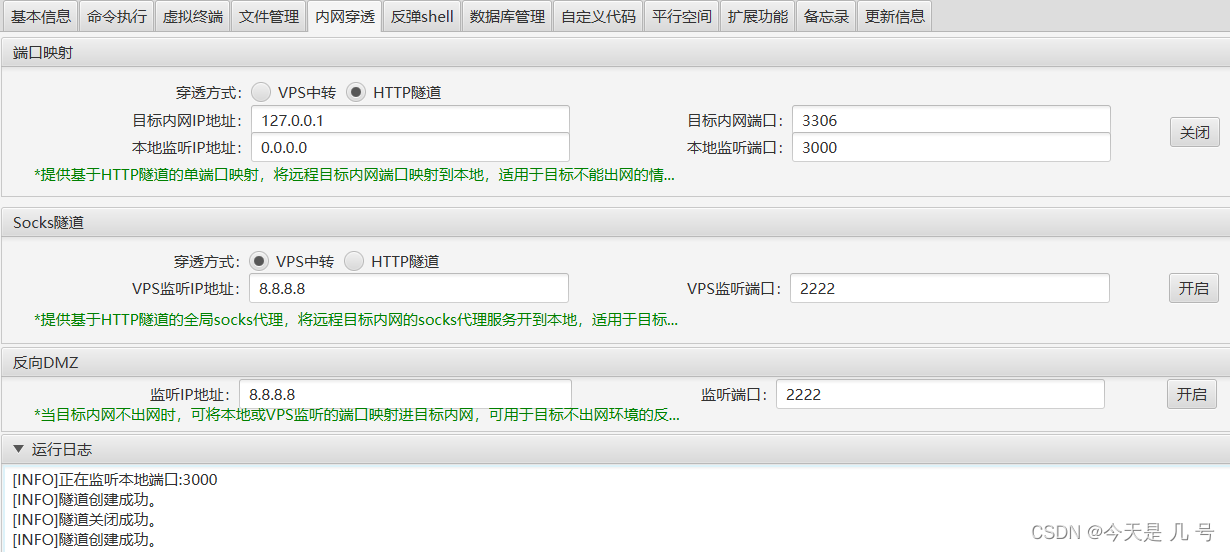 基本信息 命令执行 虚拟终端 文件管理 内网穿透 反弹shell 数据库管理 自定义代码 平行空间 扩展功能 备忘录 更新信息
端口映射
穿透方式： VPS中转 HTTP隧道
目标内网IP地址： 127.0.0.1 目标内网端口： 3306
关闭
本地监听IP地址： 0.0.0.0 本地监听端口： 3000
*提供基于HTTP隧道的单端口映射，将远程目标内网端口映射到本地，适用于目标不能出网的情...
Socks隧道
穿透方式： VPS中转 HTTP隧道
VPS监听IP地址： 8.8.8.8 VPS监听端口： 2222 开启
*提供基于HTTP隧道的全局socks代理，将远程目标内网的socks代理服务开到本地，适用于目标...
反向DMZ
监听IP地址： 8.8.8.8 监听端口： 2222 开启
*当目标内网不出网时，可将本地或VPS监听的端口映射进目标内网，可用于目标不出网环境的反...
运行日志
[INFO]正在监听本地端口:3000
[INFO]隧道创建成功。
[INFO]隧道关闭成功。
[INFO]隧道创建成功。
CSDN @今天是 几 号